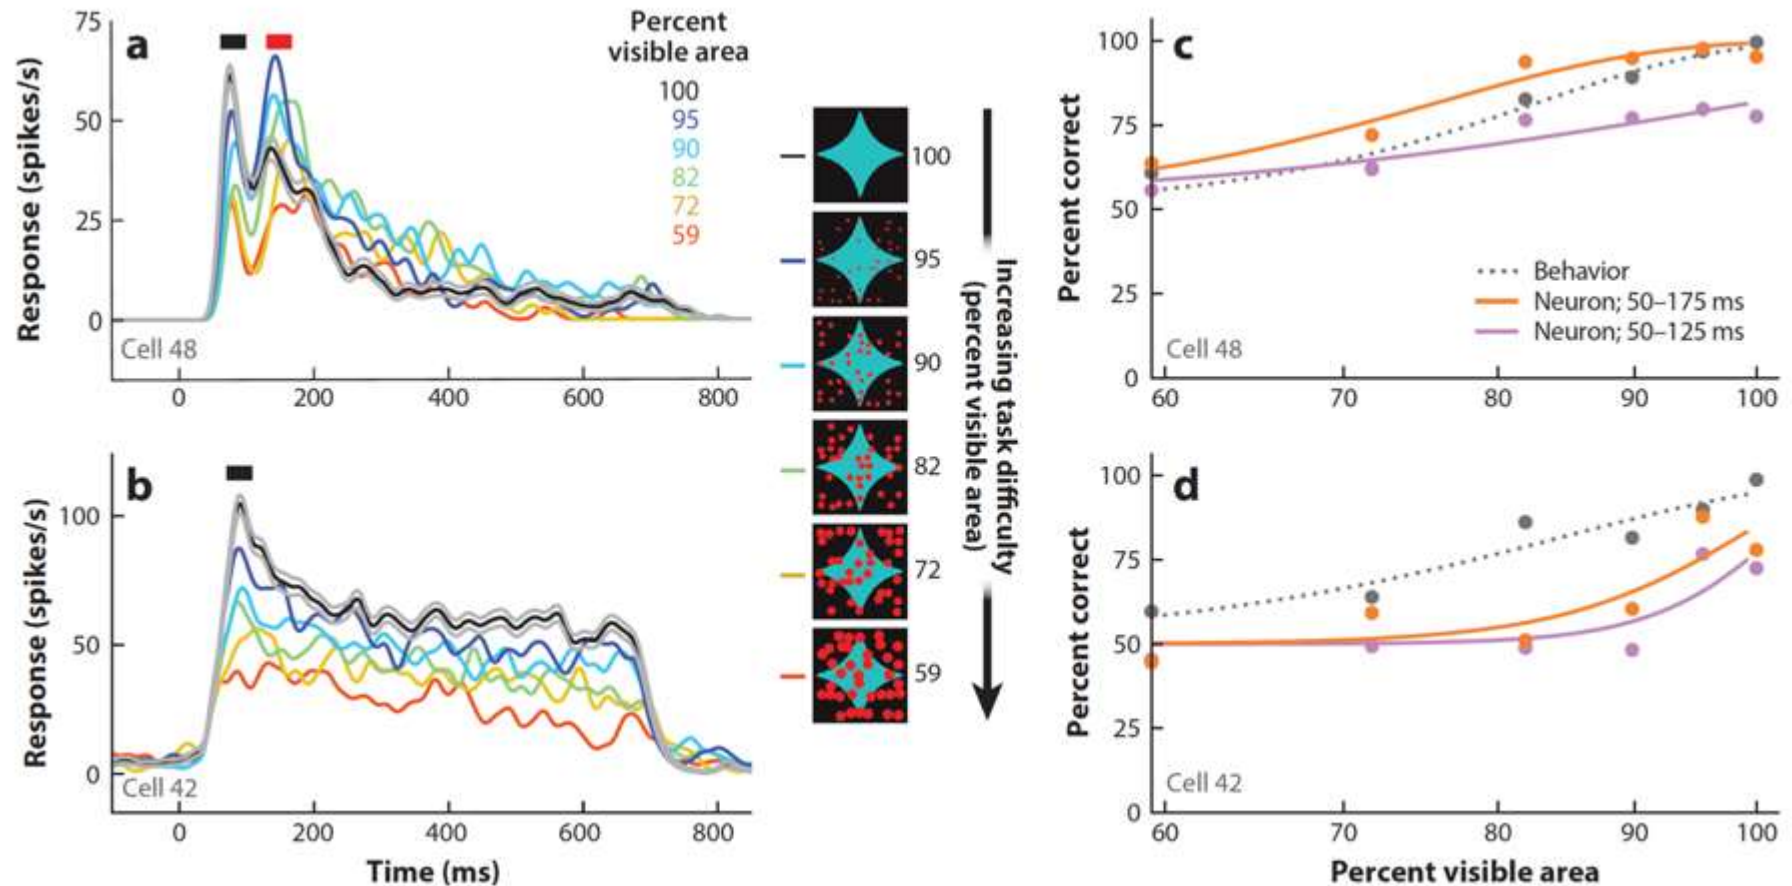 a
Percent
visible area
100
95
90
82
72
59
Response (spikes/s)
75
50
25
0
Cell 48
0 200 400 600 800
b
Response (spikes/s)
100
50
0
Cell 42
0 200 400 600 800
Time (ms)
100
95
90
82
72
59
Increasing task difficulty
(percent visible area)
c
Percent correct
100
75
50
25
0
Behavior
Neuron; 50–175 ms
Neuron; 50–125 ms
Cell 48
60 70 80 90 100
d
Percent correct
100
75
50
25
0
Cell 42
60 70 80 90 100
Percent visible area